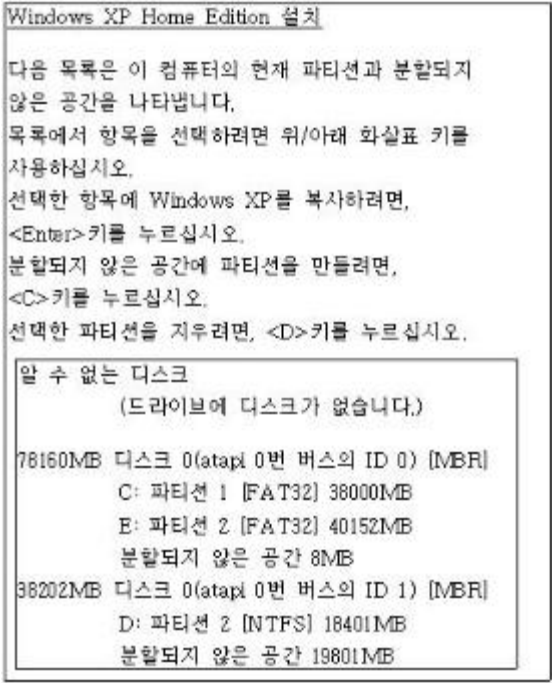 Windows XP Home Edition 설치
다음 목록은 이 컴퓨터의 현재 파티션과 분할되지
않은 공간을 나타냅니다.
목록에서 항목을 선택하려면 위/아래 화살표 키를
사용하십시오.
선택한 항목에 Windows XP를 복사하려면,
<Enter>키를 누르십시오.
분할되지 않은 공간에 파티션을 만들려면,
<C>키를 누르십시오.
선택한 파티션을 지우려면, <D>키를 누르십시오.
알 수 없는 디스크
(드라이브에 디스크가 없습니다.)
78160MB 디스크 0(atapi 0번 버스의 ID 0) [MBR]
C: 파티션 1 [FAT32] 38000MB
E: 파티션 2 [FAT32] 40152MB
분할되지 않은 공간 8MB
38202MB 디스크 0(atapi 0번 버스의 ID 1) [MBR]
D: 파티션 2 [NTFS] 18401MB
분할되지 않은 공간 19801MB